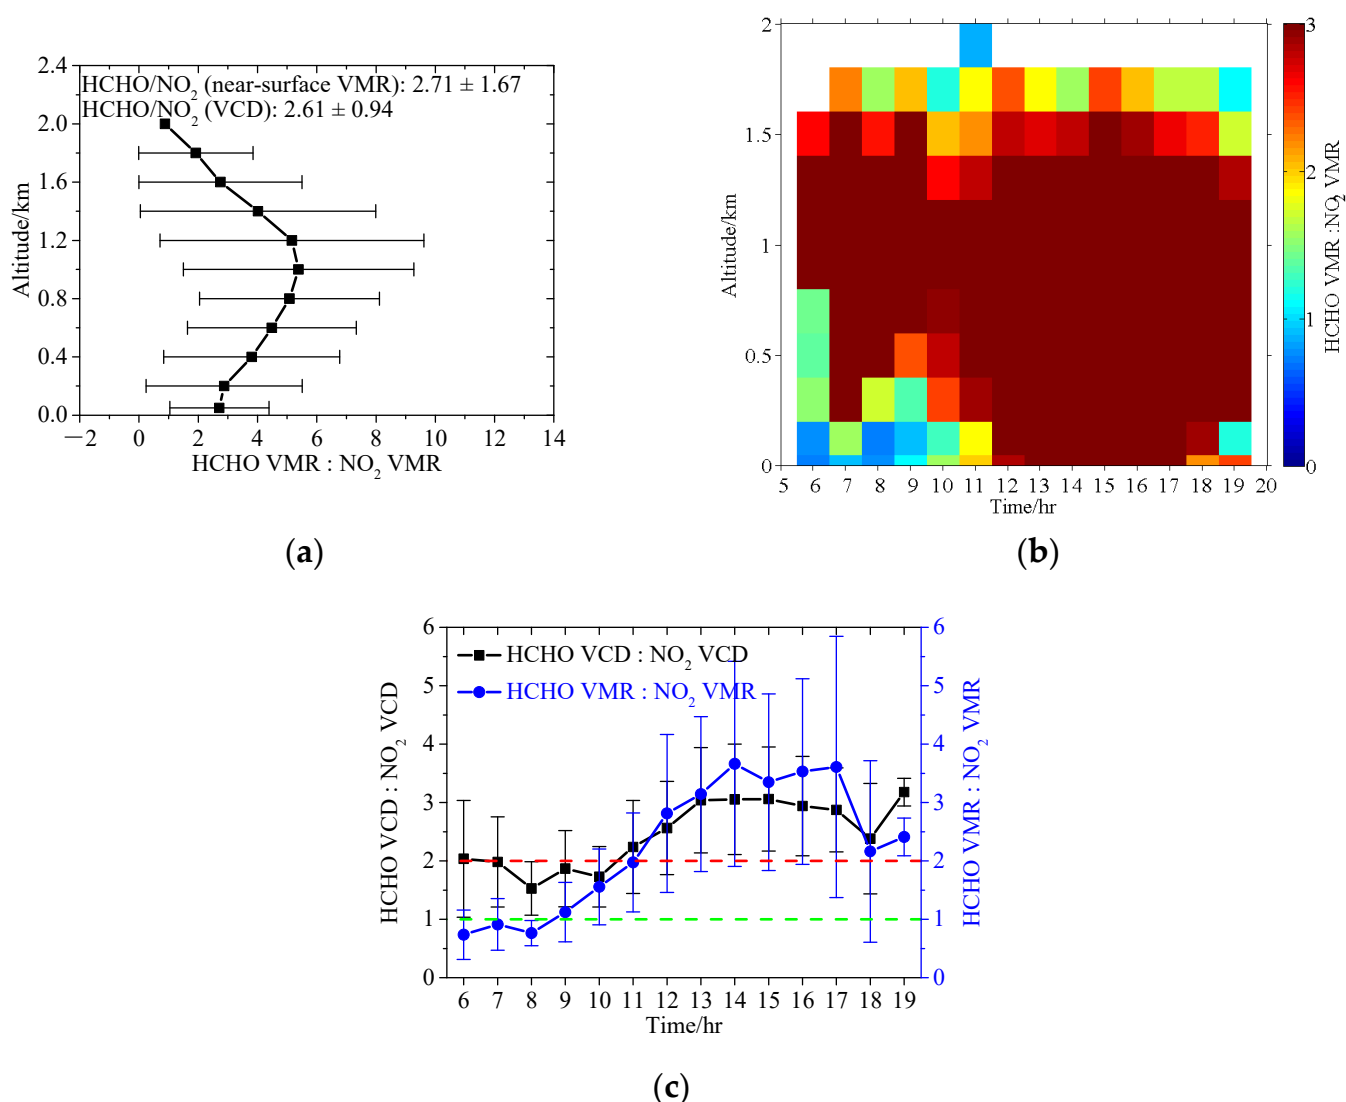 HCHO/NO2 (near-surface VMR): 2.71 ± 1.67
HCHO/NO2 (VCD): 2.61 ± 0.94
2.4
2.0
1.6
1.2
0.8
0.4
0.0
Altitude/km
−2 0 2 4 6 8 10 12 14
HCHO VMR : NO2 VMR
(a)
2
1.5
1
0.5
0
Altitude/km
5 6 7 8 9 10 11 12 13 14 15 16 17 18 19 20
Time/hr
3
2
1
0
HCHO VMR :NO2 VMR
(b)
6
5
4
3
2
1
0
HCHO VCD : NO2 VCD
HCHO VCD : NO2 VCD
HCHO VMR : NO2 VMR
6
5
4
3
2
1
0
HCHO VMR : NO2 VMR
6 7 8 9 10 11 12 13 14 15 16 17 18 19
Time/hr
(c)